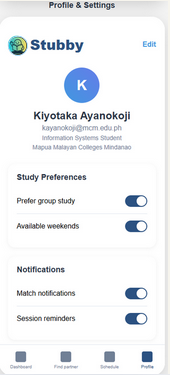 Profile & Settings
Stubby
Edit
K
Kiyotaka Ayanokoji
kayanokoji@mcm.edu.ph
Information Systems Student
Mapua Malayan Colleges Mindanao
Study Preferences
Prefer group study
Available weekends
Notifications
Match notifications
Session reminders
Dashboard
Find partner
Schedule
Profile